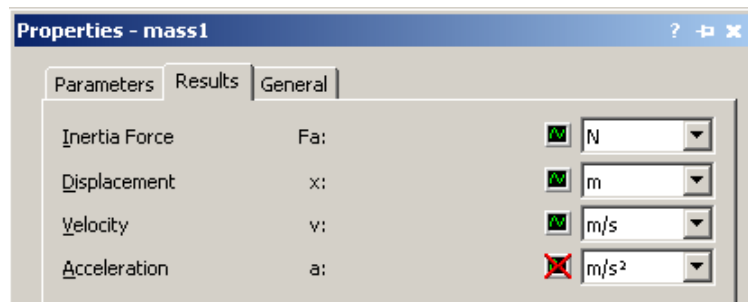 Properties - mass1 ?
Parameters Results General
Inertia Force Fa: N
Displacement x: m
Velocity v: m/s
Acceleration a: m/s²